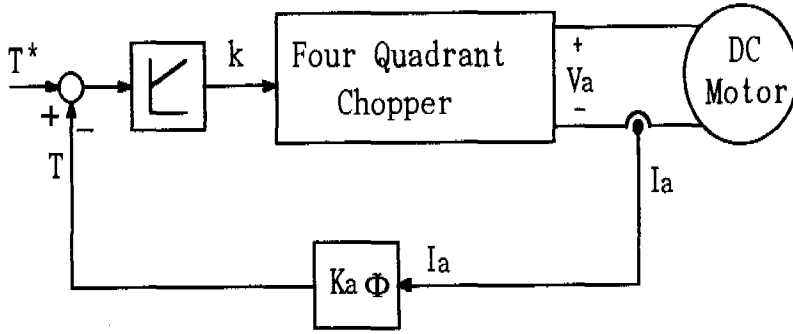 T*
+
−
T
k
Four Quadrant
Chopper
+
Va
−
DC
Motor
Ia
Ia
Ka Φ